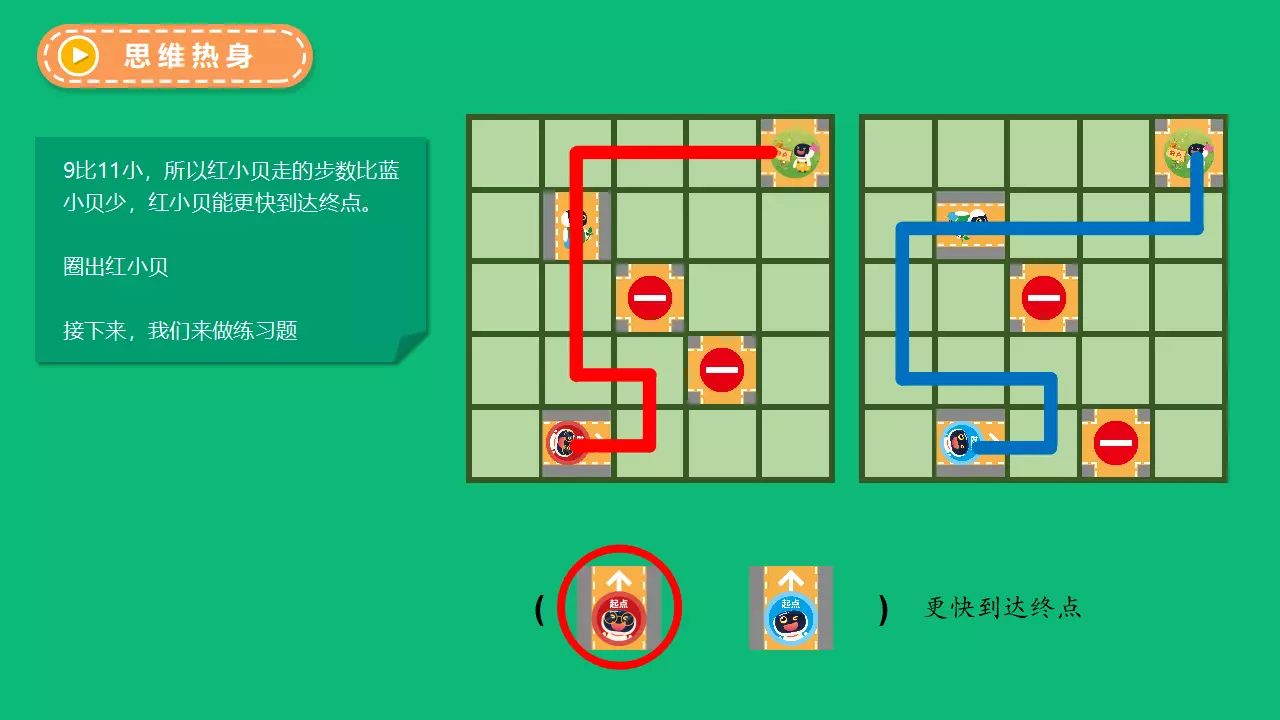 思维热身
9比11小，所以红小贝走的步数比蓝
小贝少，红小贝能更快到达终点。
圈出红小贝
接下来，我们来做练习题
( 起点 起点 ) 更快到达终点